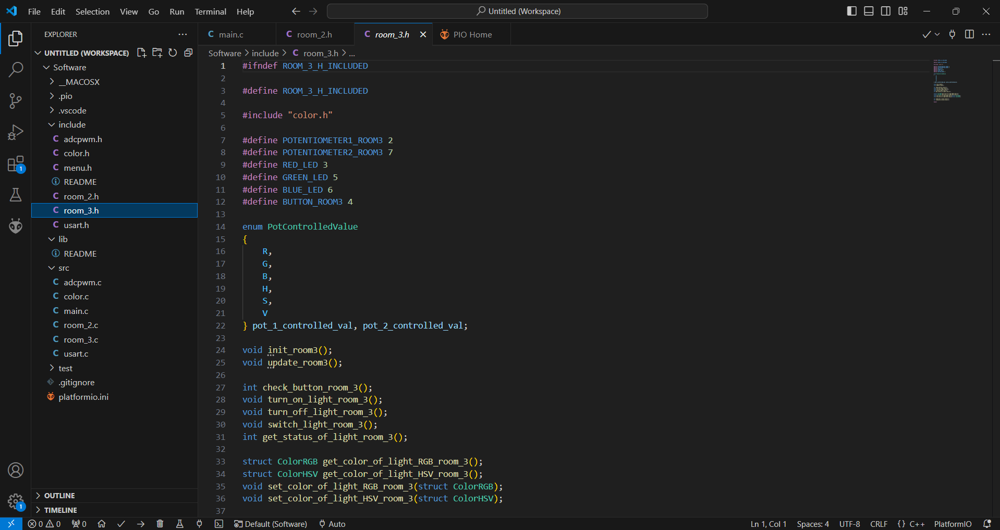 File Edit Selection View Go Run Terminal Help
Untitled (Workspace)
EXPLORER
UNTITLED (WORKSPACE)
Software
__MACOSX
.pio
.vscode
include
C adcpwm.h
C color.h
C menu.h
README
C room_2.h
C room_3.h
C usart.h
lib
README
src
C adcpwm.c
C color.c
C main.c
C room_2.c
C room_3.c
C usart.c
test
.gitignore
platformio.ini
OUTLINE
TIMELINE
1
1
C main.c
C room_2.h
C room_3.h
PIO Home
Software > include > C room_3.h > ...
1 #ifndef ROOM_3_H_INCLUDED
2
3 #define ROOM_3_H_INCLUDED
4
5 #include "color.h"
6
7 #define POTENTIOMETER1_ROOM3 2
8 #define POTENTIOMETER2_ROOM3 7
9 #define RED_LED 3
10 #define GREEN_LED 5
11 #define BLUE_LED 6
12 #define BUTTON_ROOM3 4
13
14 enum PotControlledValue
15 {
16 R,
17 G,
18 B,
19 H,
20 S,
21 V
22 } pot_1_controlled_val, pot_2_controlled_val;
23
24 void init_room3();
25 void update_room3();
26
27 int check_button_room_3();
28 void turn_on_light_room_3();
29 void turn_off_light_room_3();
30 void switch_light_room_3();
31 int get_status_of_light_room_3();
32
33 struct ColorRGB get_color_of_light_RGB_room_3();
34 struct ColorHSV get_color_of_light_HSV_room_3();
35 void set_color_of_light_RGB_room_3(struct ColorRGB);
36 void set_color_of_light_HSV_room_3(struct ColorHSV);
37
0 0 0 Default (Software) Auto Ln 1, Col 1 Spaces: 4 UTF-8 CRLF {} C++ PlatformIO